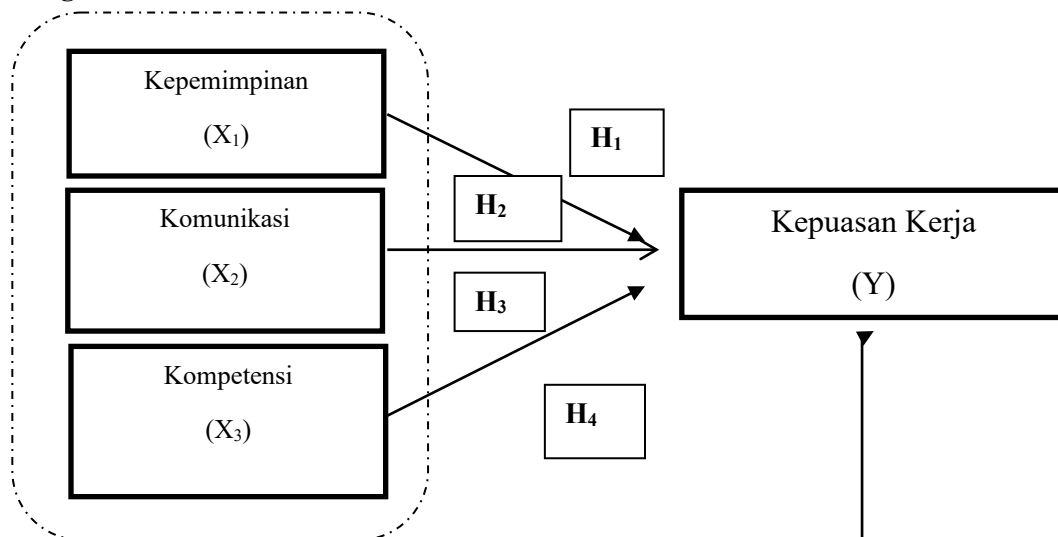 Kepemimpinan
(X₁)
Komunikasi
(X₂)
Kompetensi
(X₃)
H₁
H₂
H₃
H₄
Kepuasan Kerja
(Y)